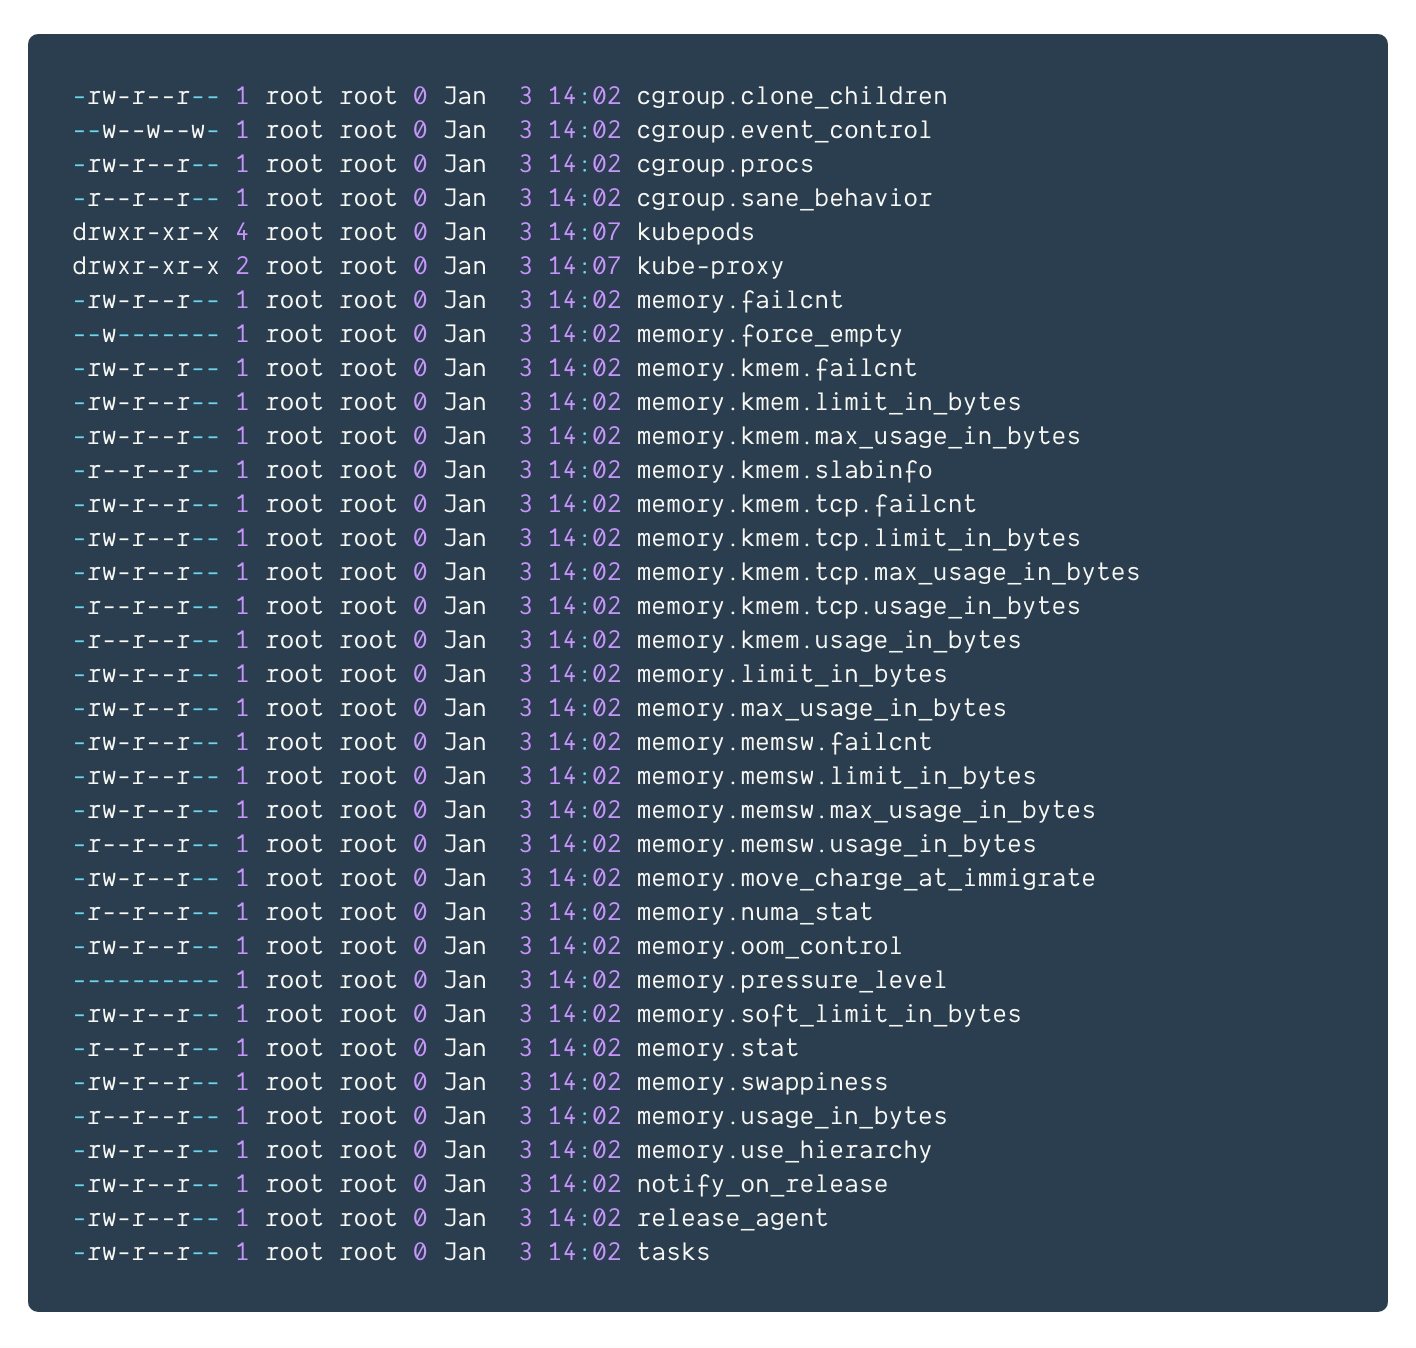 -rw-r--r-- 1 root root 0 Jan  3 14:02 cgroup.clone_children
--w--w--w- 1 root root 0 Jan  3 14:02 cgroup.event_control
-rw-r--r-- 1 root root 0 Jan  3 14:02 cgroup.procs
-r--r--r-- 1 root root 0 Jan  3 14:02 cgroup.sane_behavior
drwxr-xr-x 4 root root 0 Jan  3 14:07 kubepods
drwxr-xr-x 2 root root 0 Jan  3 14:07 kube-proxy
-rw-r--r-- 1 root root 0 Jan  3 14:02 memory.failcnt
--w------- 1 root root 0 Jan  3 14:02 memory.force_empty
-rw-r--r-- 1 root root 0 Jan  3 14:02 memory.kmem.failcnt
-rw-r--r-- 1 root root 0 Jan  3 14:02 memory.kmem.limit_in_bytes
-rw-r--r-- 1 root root 0 Jan  3 14:02 memory.kmem.max_usage_in_bytes
-r--r--r-- 1 root root 0 Jan  3 14:02 memory.kmem.slabinfo
-rw-r--r-- 1 root root 0 Jan  3 14:02 memory.kmem.tcp.failcnt
-rw-r--r-- 1 root root 0 Jan  3 14:02 memory.kmem.tcp.limit_in_bytes
-rw-r--r-- 1 root root 0 Jan  3 14:02 memory.kmem.tcp.max_usage_in_bytes
-r--r--r-- 1 root root 0 Jan  3 14:02 memory.kmem.tcp.usage_in_bytes
-r--r--r-- 1 root root 0 Jan  3 14:02 memory.kmem.usage_in_bytes
-rw-r--r-- 1 root root 0 Jan  3 14:02 memory.limit_in_bytes
-rw-r--r-- 1 root root 0 Jan  3 14:02 memory.max_usage_in_bytes
-rw-r--r-- 1 root root 0 Jan  3 14:02 memory.memsw.failcnt
-rw-r--r-- 1 root root 0 Jan  3 14:02 memory.memsw.limit_in_bytes
-rw-r--r-- 1 root root 0 Jan  3 14:02 memory.memsw.max_usage_in_bytes
-r--r--r-- 1 root root 0 Jan  3 14:02 memory.memsw.usage_in_bytes
-rw-r--r-- 1 root root 0 Jan  3 14:02 memory.move_charge_at_immigrate
-r--r--r-- 1 root root 0 Jan  3 14:02 memory.numa_stat
-rw-r--r-- 1 root root 0 Jan  3 14:02 memory.oom_control
---------- 1 root root 0 Jan  3 14:02 memory.pressure_level
-rw-r--r-- 1 root root 0 Jan  3 14:02 memory.soft_limit_in_bytes
-r--r--r-- 1 root root 0 Jan  3 14:02 memory.stat
-rw-r--r-- 1 root root 0 Jan  3 14:02 memory.swappiness
-r--r--r-- 1 root root 0 Jan  3 14:02 memory.usage_in_bytes
-rw-r--r-- 1 root root 0 Jan  3 14:02 memory.use_hierarchy
-rw-r--r-- 1 root root 0 Jan  3 14:02 notify_on_release
-rw-r--r-- 1 root root 0 Jan  3 14:02 release_agent
-rw-r--r-- 1 root root 0 Jan  3 14:02 tasks